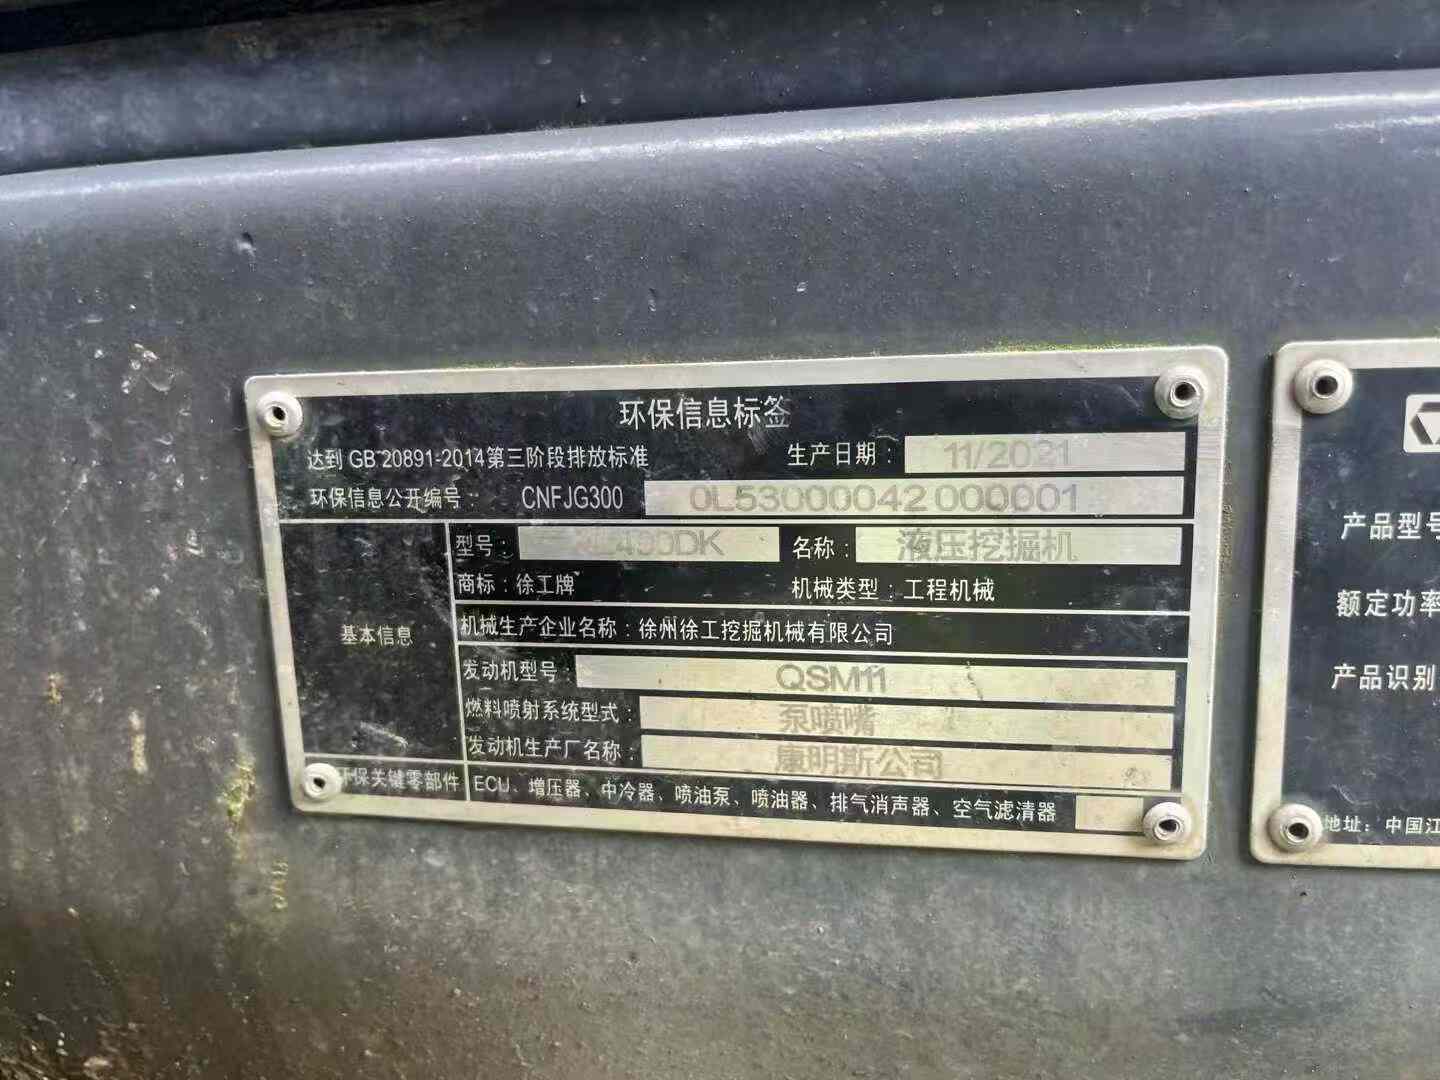 环保信息标签
达到 GB 20891-2014第三阶段排放标准 生产日期: 11/2021
环保信息公开编号: CNFJG300 0L53000042 000001
型号: 名称: 液压挖掘机
商标: 徐工牌 机械类型: 工程机械
基本信息
机械生产企业名称: 徐州徐工挖掘机械有限公司
发动机型号: QSM11
燃料喷射系统型式: 泵喷嘴
发动机生产厂名称: 康明斯公司
环保关键零部件 ECU、增压器、中冷器、喷油泵、喷油器、排气消声器、空气滤清器
产品型号
额定功率
产品识别
地址: 中国江